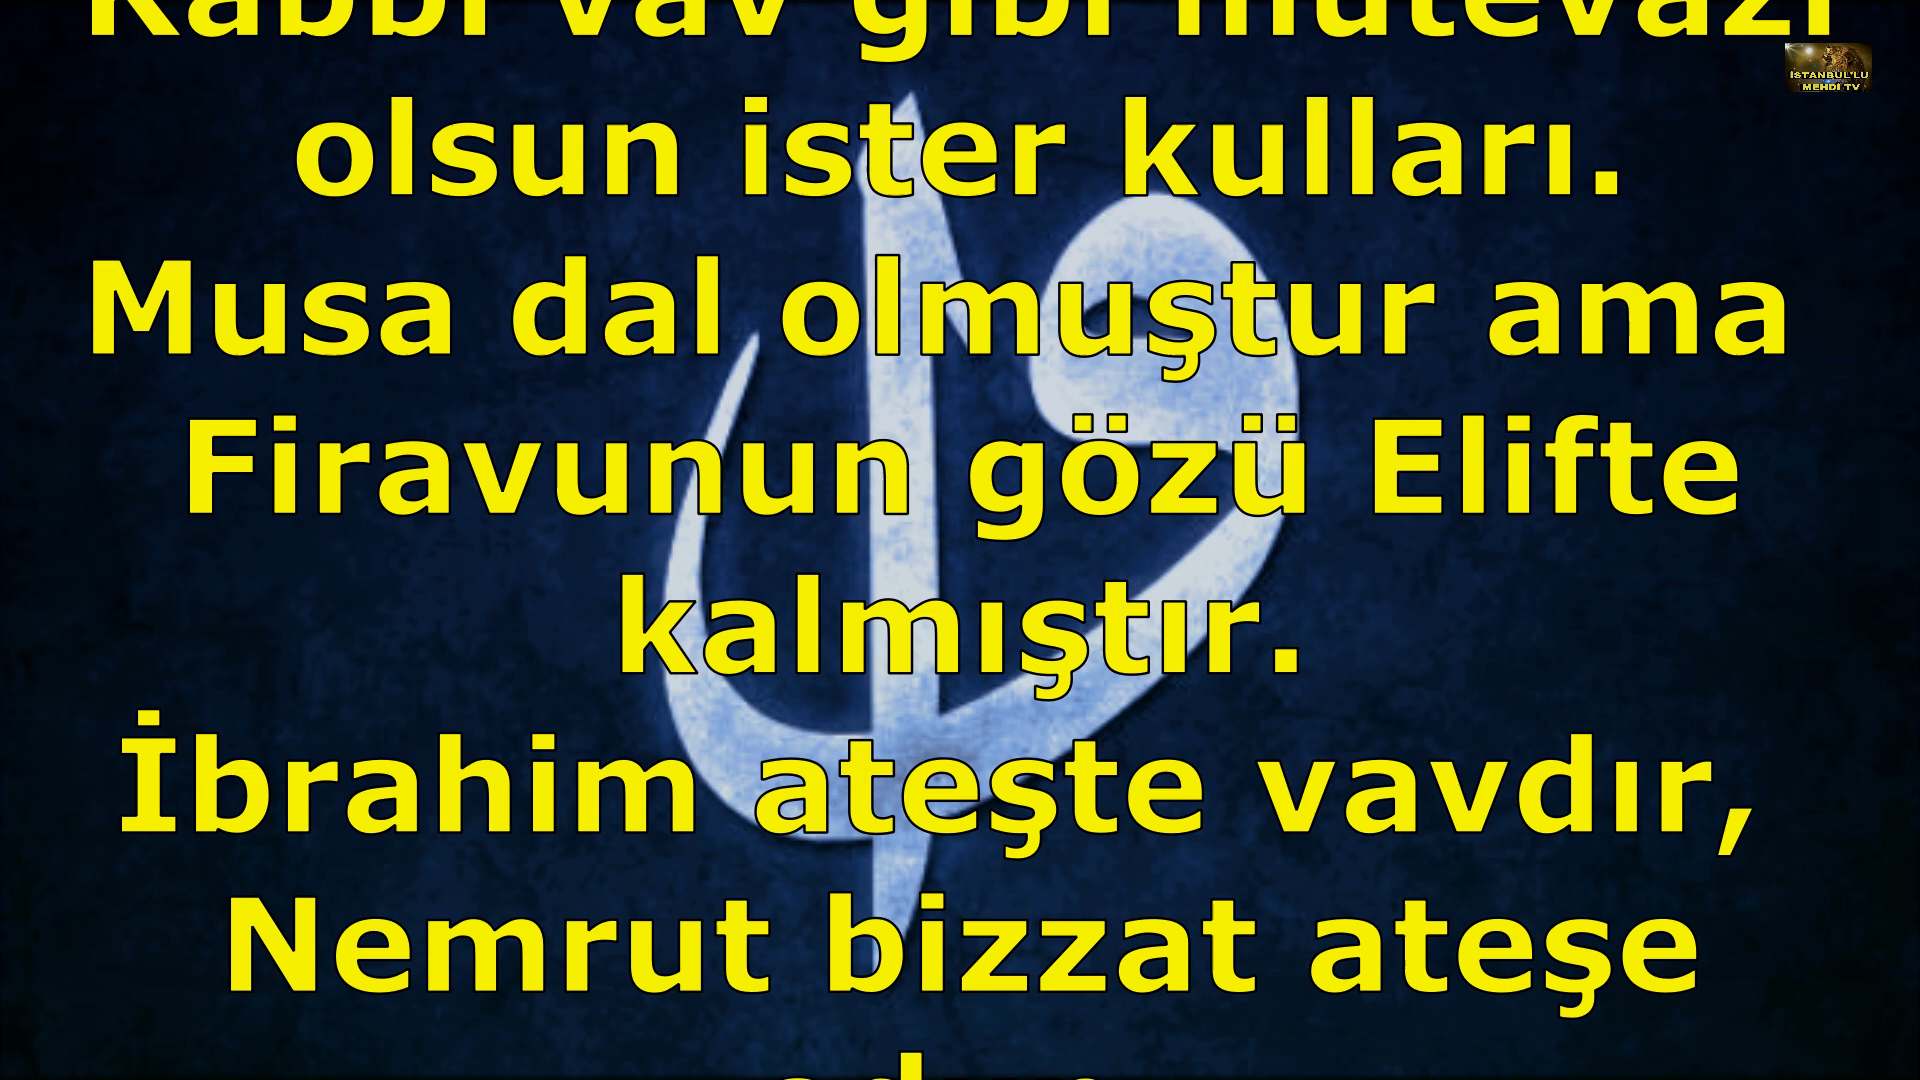 Rabbi vav gibi mütevazi
olsun ister kulları.
Musa dal olmuştur ama
Firavunun gözü Elifte
kalmıştır.
İbrahim ateşte vavdır,
Nemrut bizzat ateşe
İSTANBUL'LU
MEHDİ TV